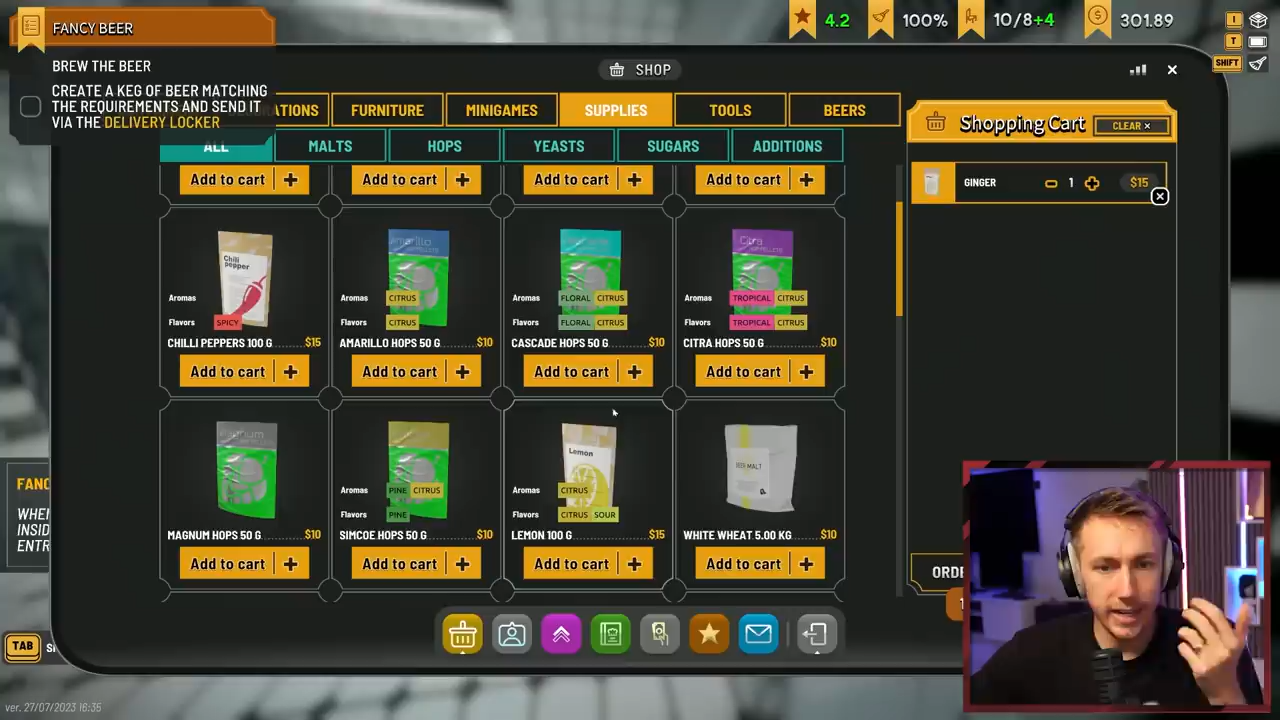 FANCY BEER
BREW THE BEER
CREATE A KEG OF BEER MATCHING
THE REQUIREMENTS AND SEND IT
VIA THE DELIVERY LOCKER
4.2
100%
10/8+4
301.89
I
T
SHIFT
SHOP
FURNITURE
MINIGAMES
SUPPLIES
TOOLS
BEERS
ALL
MALTS
HOPS
YEASTS
SUGARS
ADDITIONS
Shopping Cart
CLEAR ×
GINGER
1
$15
Add to cart +
Add to cart +
Add to cart +
Add to cart +
Chili
pepper
Aromas
Flavors SPICY
CHILLI PEPPERS 100 G $15
Add to cart +
Amarillo
Aromas CITRUS
Flavors CITRUS
AMARILLO HOPS 50 G $10
Add to cart +
Aromas FLORAL CITRUS
Flavors FLORAL CITRUS
CASCADE HOPS 50 G $10
Add to cart +
Citra
Aromas TROPICAL CITRUS
Flavors TROPICAL CITRUS
CITRA HOPS 50 G $10
Add to cart +
MAGNUM HOPS 50 G $10
Add to cart +
Aromas PINE CITRUS
Flavors PINE
SIMCOE HOPS 50 G $10
Add to cart +
Lemon
Aromas CITRUS
Flavors CITRUS SOUR
LEMON 100 G $15
Add to cart +
BEER MALT
WHITE WHEAT 5.00 KG $10
Add to cart +
TAB
ver. 27/07/2023 16:35